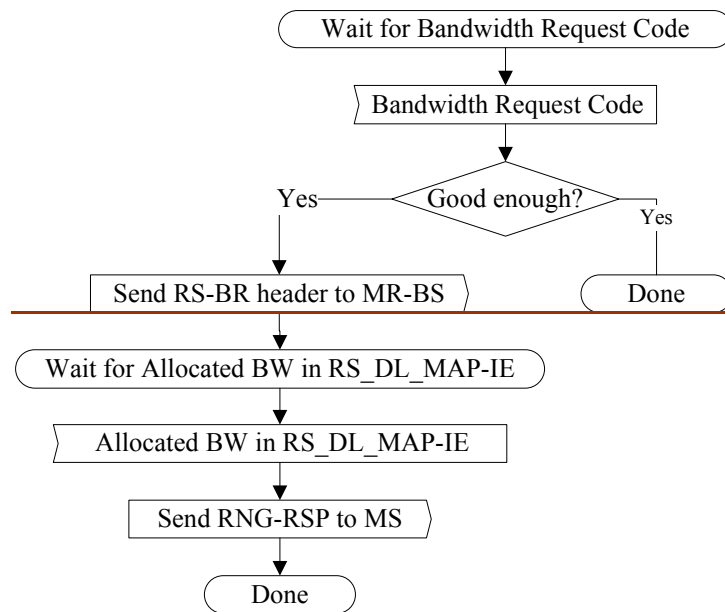 Wait for Bandwidth Request Code
Bandwidth Request Code
Good enough?
Yes
Yes
Send RS-BR header to MR-BS
Done
Wait for Allocated BW in RS_DL_MAP-IE
Allocated BW in RS_DL_MAP-IE
Send RNG-RSP to MS
Done